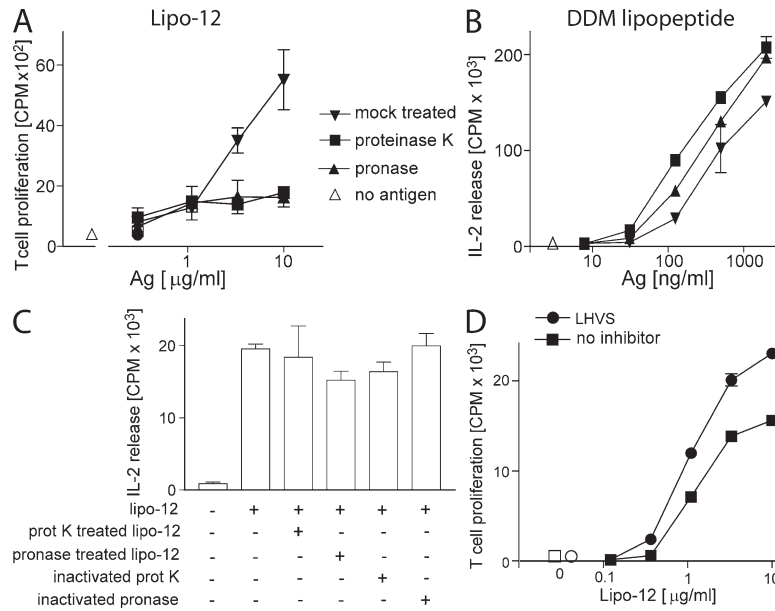 A
Lipo-12
T cell proliferation [CPM x10²]
60
40
20
0
1
10
Ag [ μg/ml]
mock treated
proteinase K
pronase
no antigen
B
DDM lipopeptide
IL-2 release [CPM x 10³]
200
100
0
10
100
1000
Ag [ng/ml]
C
IL-2 release [CPM x 10³]
20
10
0
lipo-12 - + + + + +
prot K treated lipo-12 - - + - - -
pronase treated lipo-12 - - - + - -
inactivated prot K - - - - + -
inactivated pronase - - - - - +
D
LHVS
no inhibitor
T cell proliferation [CPM x 10³]
20
10
0
0 0.1 1 10
Lipo-12 [μg/ml]